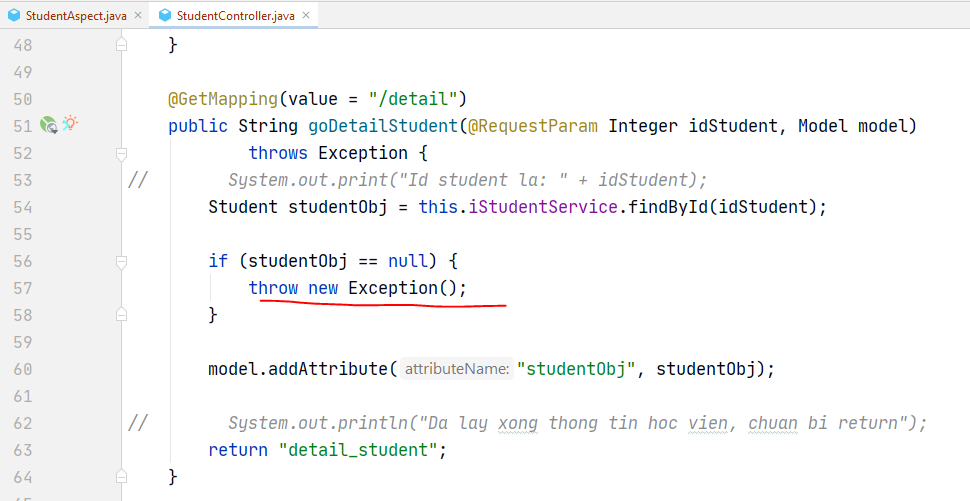 StudentAspect.java × StudentController.java ×
48 }
49
50 @GetMapping(value = "/detail")
51 public String goDetailStudent(@RequestParam Integer idStudent, Model model)
52 throws Exception {
53 // System.out.print("Id student la: " + idStudent);
54 Student studentObj = this.iStudentService.findById(idStudent);
55
56 if (studentObj == null) {
57 throw new Exception();
58 }
59
60 model.addAttribute( attributeName: "studentObj", studentObj);
61
62 // System.out.println("Da lay xong thong tin hoc vien, chuan bi return");
63 return "detail_student";
64 }